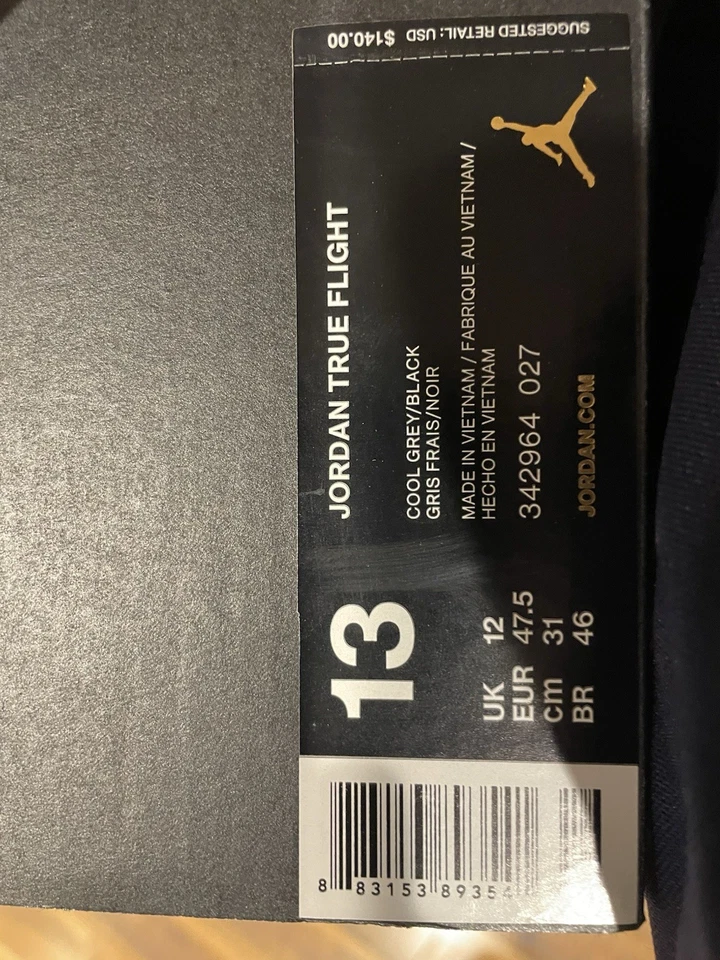 SUGGESTED RETAIL: USD $140.00
JORDAN TRUE FLIGHT
COOL GREY/BLACK
GRIS FRAIS/NOIR
MADE IN VIETNAM / FABRIQUE AU VIETNAM /
HECHO EN VIETNAM
342964 027
JORDAN.COM
13
UK 12
EUR 47.5
cm 31
BR 46
8 83153 8935